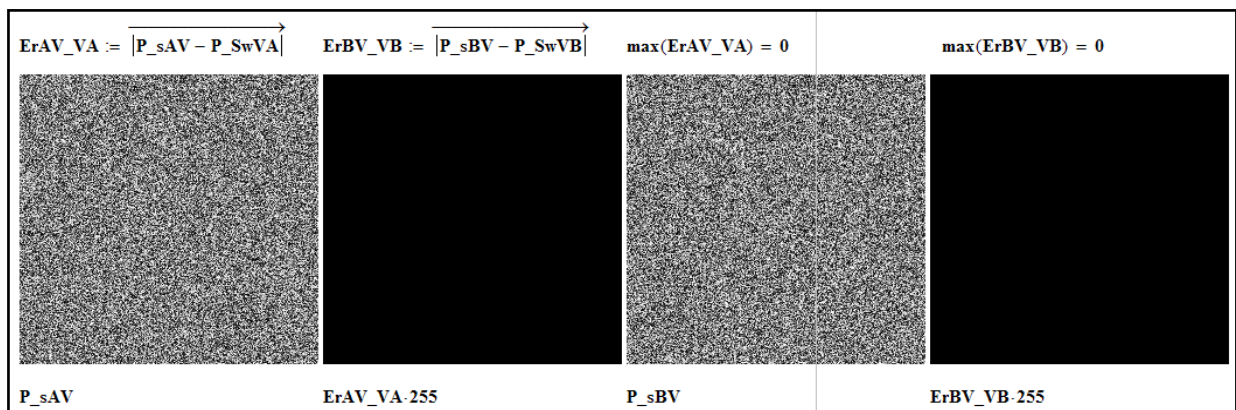 ErAV_VA := |P_sAV – P_SwVA| ErBV_VB := |P_sBV – P_SwVB| max(ErAV_VA) = 0 max(ErBV_VB) = 0
P_sAV ErAV_VA·255 P_sBV ErBV_VB·255